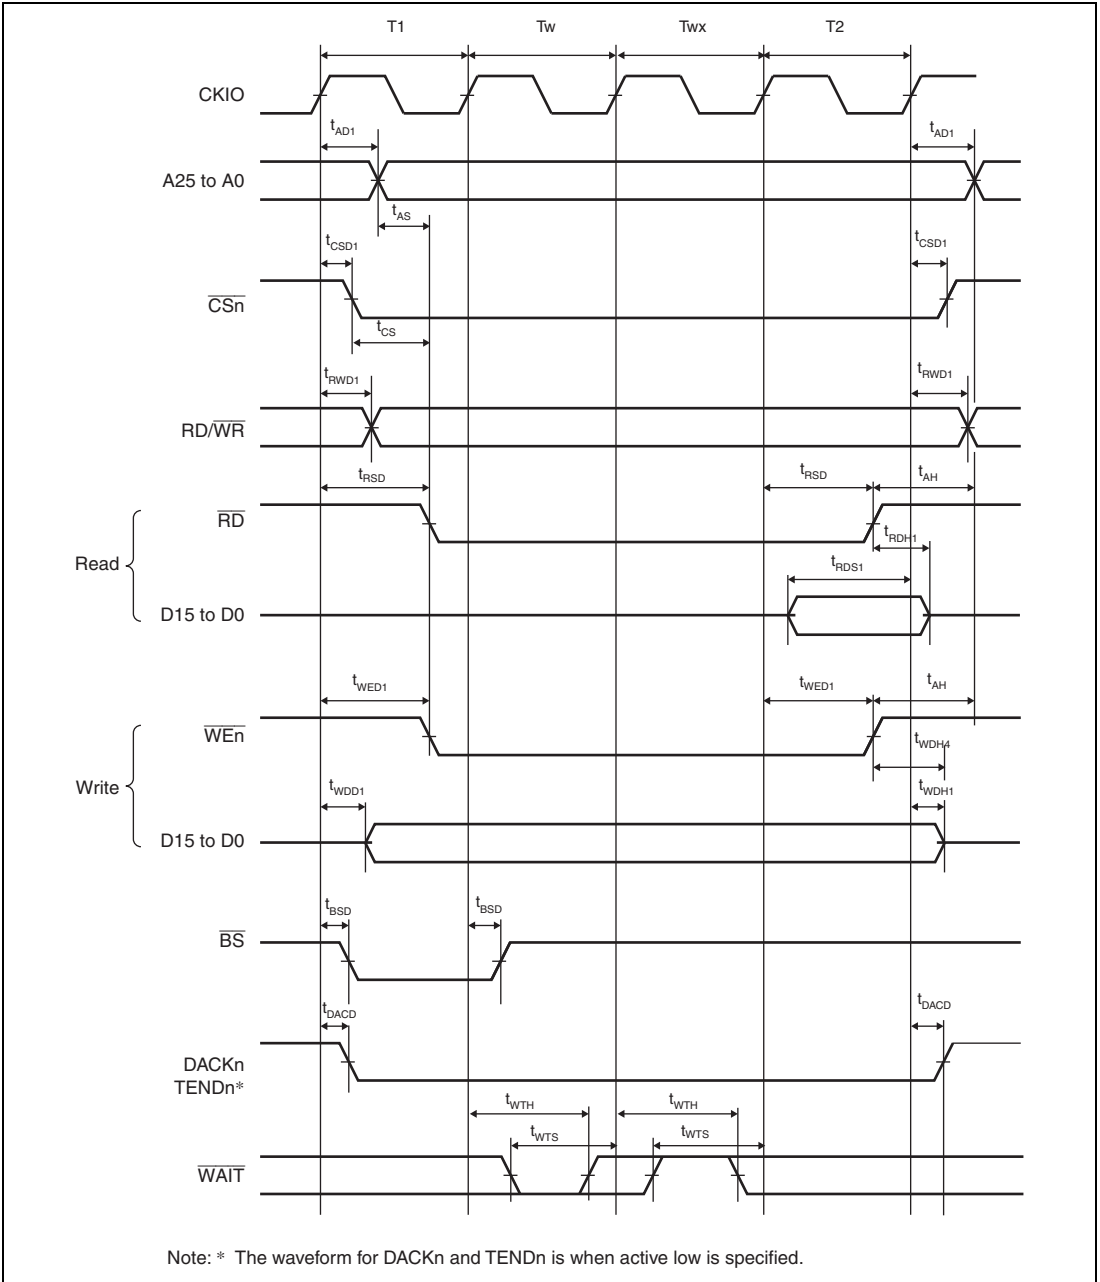 T1 Tw Twx T2
CKIO
tAD1 tAD1
A25 to A0
tAS
tCSD1 tCSD1
CSn
tCS
tRWD1 tRWD1
RD/WR
tRSD tRSD tAH
RD
tRDH1
Read
tRDS1
D15 to D0
tWED1 tWED1 tAH
WEn
tWDH4
Write
tWDD1 tWDH1
D15 to D0
tBSD tBSD
BS
tDACD tDACD
DACKn
TENDn*
tWTH tWTH
tWTS tWTS
WAIT
Note: * The waveform for DACKn and TENDn is when active low is specified.